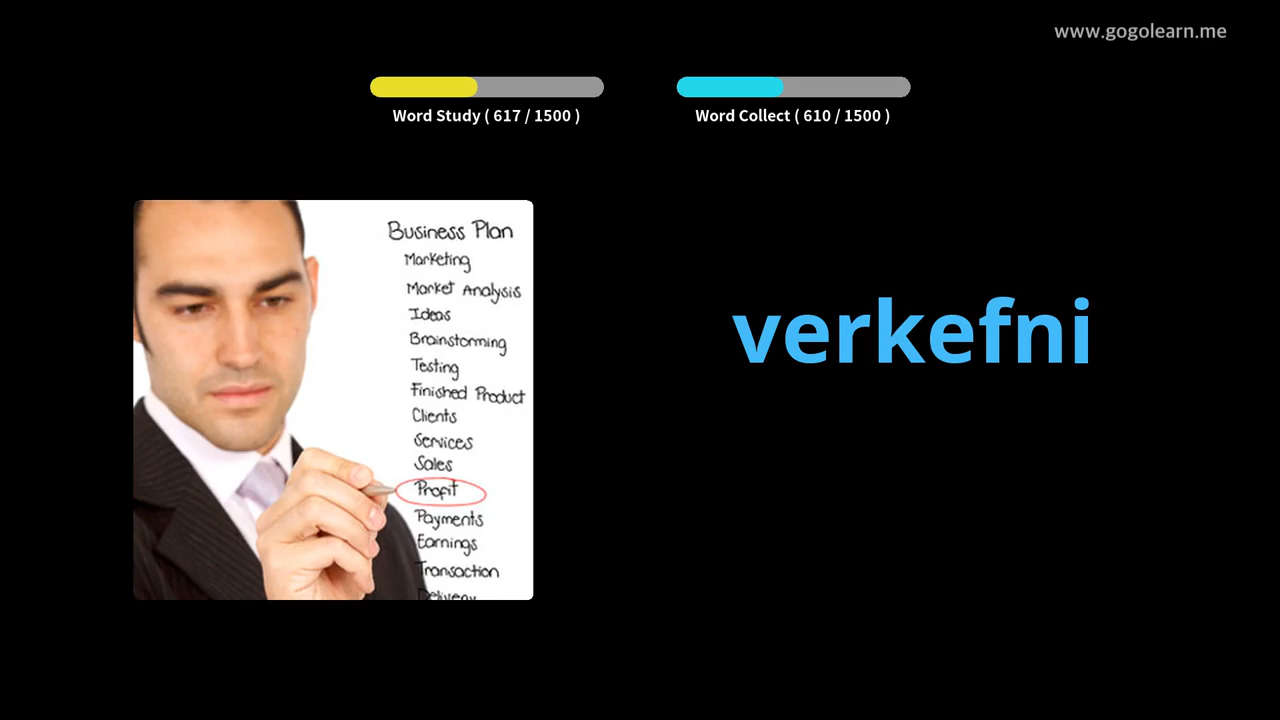 www.gogolearn.me
Word Study ( 617 / 1500 )
Word Collect ( 610 / 1500 )
Business Plan
Marketing
Market Analysis
Ideas
Brainstorming
Testing
Finished Product
Clients
Services
Sales
Profit
Payments
Earnings
Transaction
Delivery
verkefni